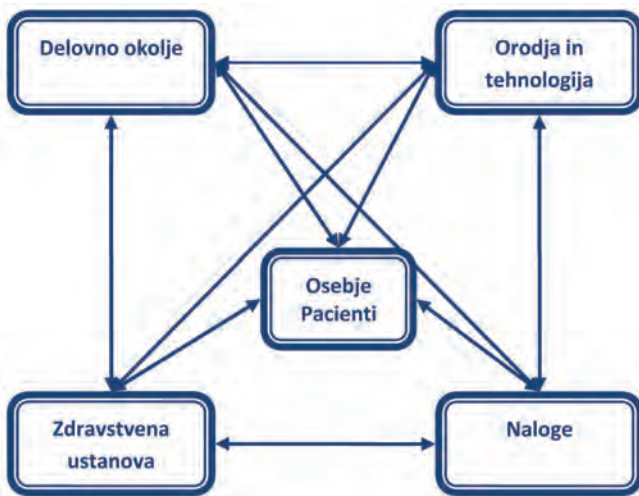 Delovno okolje
Orodja in
tehnologija
Osebje
Pacienti
Zdravstvena
ustanova
Naloge